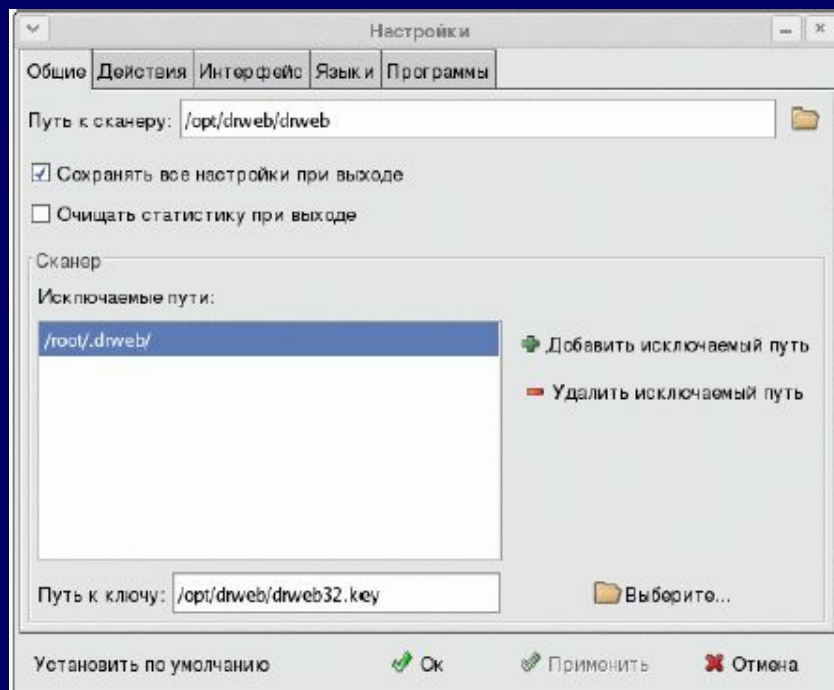 Настройки
Общие Действия Интерфейс Языки Программы
Путь к сканеру: /opt/drweb/drweb
Сохранять все настройки при выходе
Очищать статистику при выходе
Сканер
Исключаемые пути:
/root/.drweb/
Добавить исключаемый путь
Удалить исключаемый путь
Путь к ключу: /opt/drweb/drweb32.key Выберите...
Установить по умолчанию Ок Применить Отмена